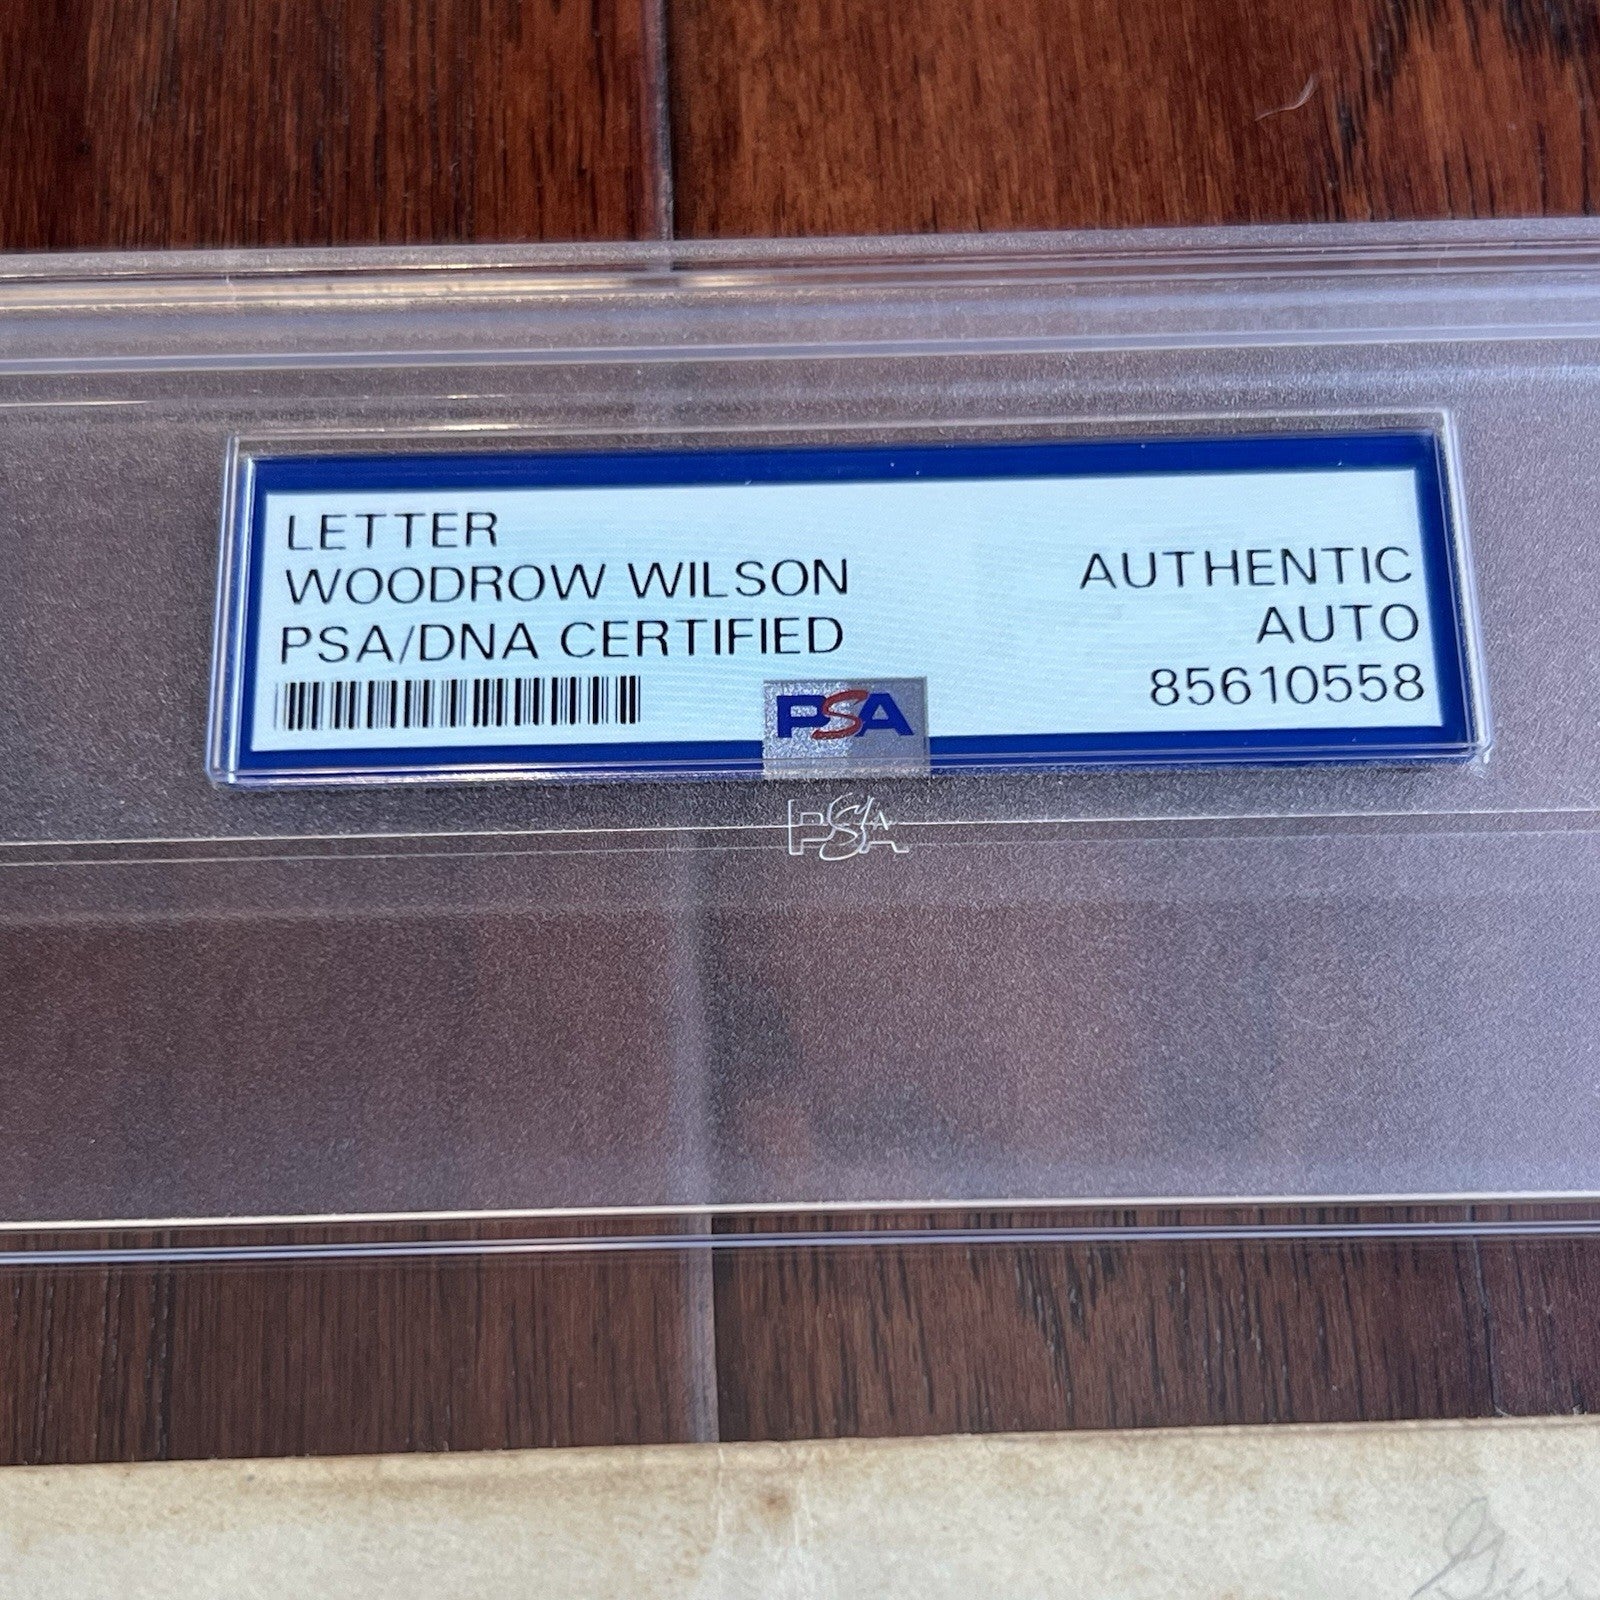 LETTER
WOODROW WILSON
PSA/DNA CERTIFIED
AUTHENTIC
AUTO
85610558
PSA
PSA